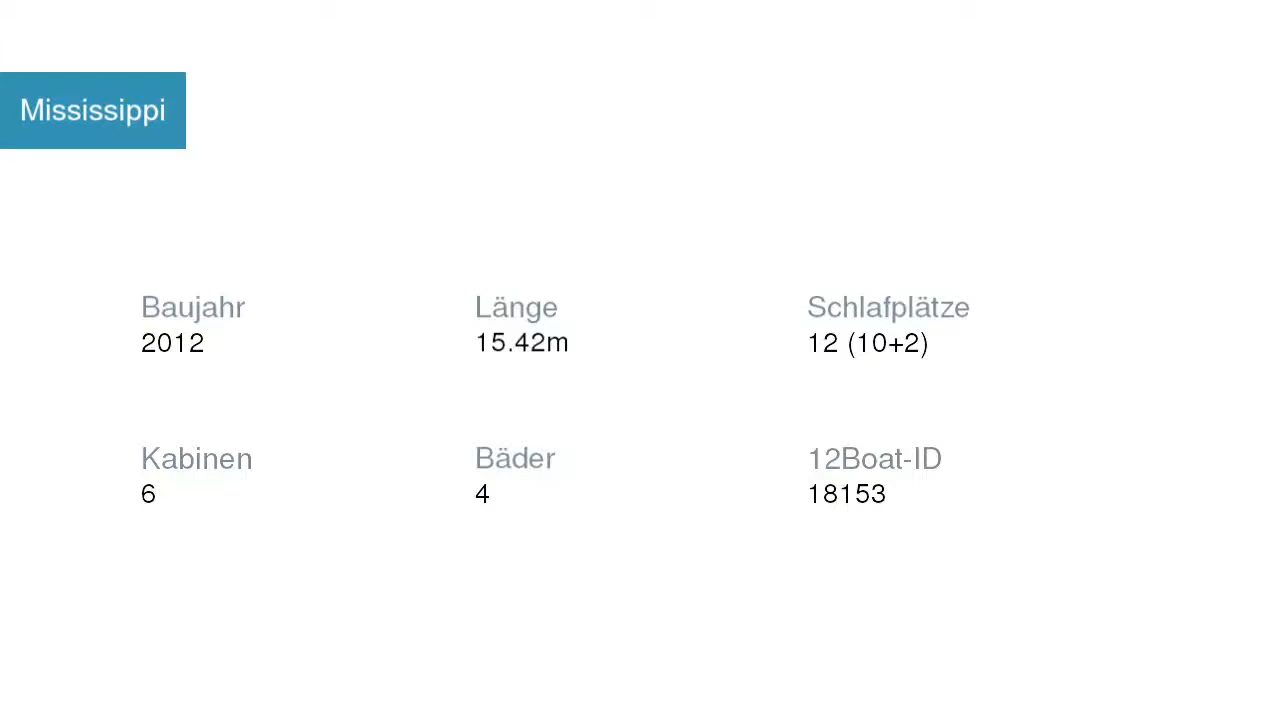 Mississippi
Baujahr
2012
Länge
15.42m
Schlafplätze
12 (10+2)
Kabinen
6
Bäder
4
12Boat-ID
18153